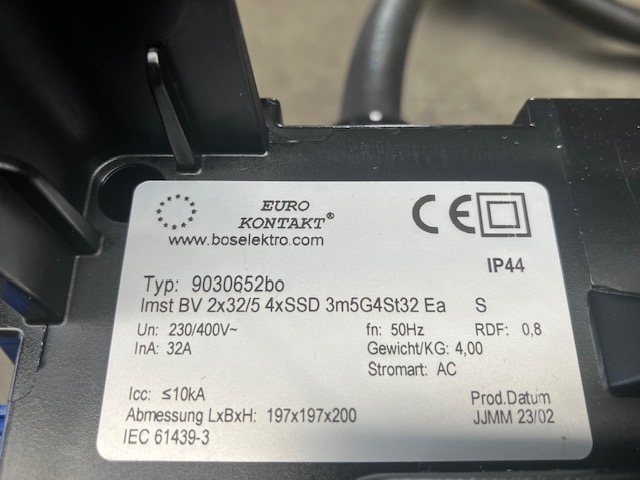 EURO
KONTAKT®
www.boselektro.com
CE
IP44
Typ: 9030652bo
Imst BV 2x32/5 4xSSD 3m5G4St32 Ea S
Un: 230/400V~ fn: 50Hz RDF: 0,8
InA: 32A Gewicht/KG: 4,00
Stromart: AC
Icc: ≤10kA Prod.Datum
Abmessung LxBxH: 197x197x200 JJMM 23/02
IEC 61439-3